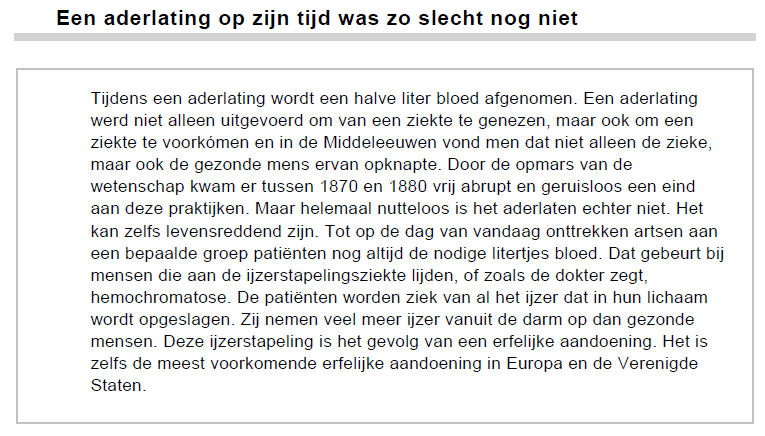 Een aderlating op zijn tijd was zo slecht nog niet
Tijdens een aderlating wordt een halve liter bloed afgenomen. Een aderlating
werd niet alleen uitgevoerd om van een ziekte te genezen, maar ook om een
ziekte te voorkómen en in de Middeleeuwen vond men dat niet alleen de zieke,
maar ook de gezonde mens ervan opknapte. Door de opmars van de
wetenschap kwam er tussen 1870 en 1880 vrij abrupt en geruisloos een eind
aan deze praktijken. Maar helemaal nutteloos is het aderlaten echter niet. Het
kan zelfs levensreddend zijn. Tot op de dag van vandaag onttrekken artsen aan
een bepaalde groep patiënten nog altijd de nodige litertjes bloed. Dat gebeurt bij
mensen die aan de ijzerstapelingsziekte lijden, of zoals de dokter zegt,
hemochromatose. De patiënten worden ziek van al het ijzer dat in hun lichaam
wordt opgeslagen. Zij nemen veel meer ijzer vanuit de darm op dan gezonde
mensen. Deze ijzerstapeling is het gevolg van een erfelijke aandoening. Het is
zelfs de meest voorkomende erfelijke aandoening in Europa en de Verenigde
Staten.